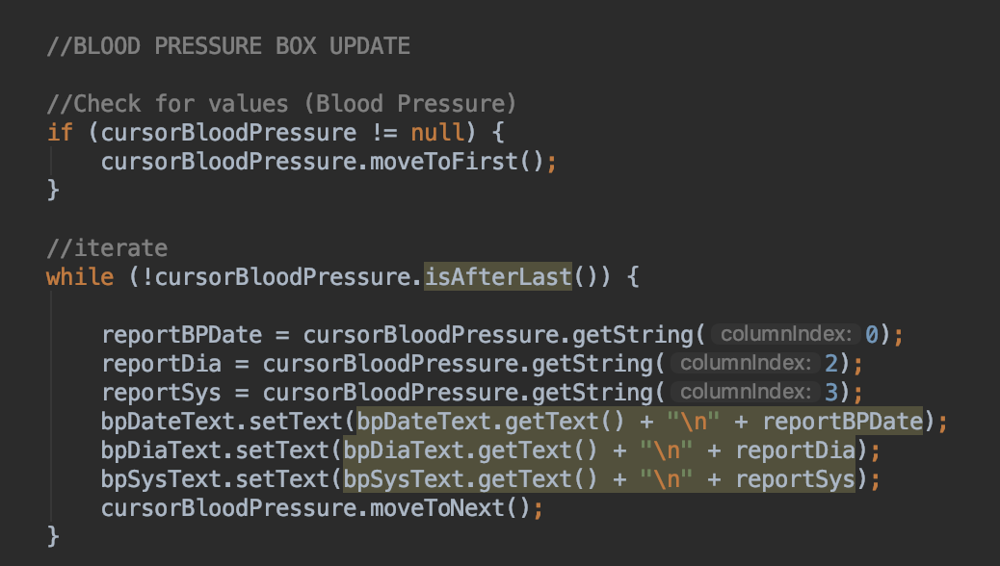 //BLOOD PRESSURE BOX UPDATE
//Check for values (Blood Pressure)
if (cursorBloodPressure != null) {
    cursorBloodPressure.moveToFirst();
}
//iterate
while (!cursorBloodPressure.isAfterLast()) {
    reportBPDate = cursorBloodPressure.getString( columnIndex: 0);
    reportDia = cursorBloodPressure.getString( columnIndex: 2);
    reportSys = cursorBloodPressure.getString( columnIndex: 3);
    bpDateText.setText(bpDateText.getText() + "\n" + reportBPDate);
    bpDiaText.setText(bpDiaText.getText() + "\n" + reportDia);
    bpSysText.setText(bpSysText.getText() + "\n" + reportSys);
    cursorBloodPressure.moveToNext();
}